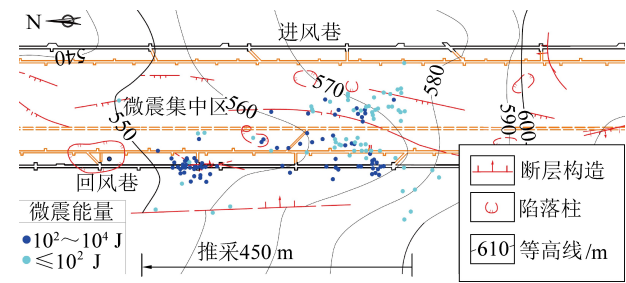 N
进风巷
540
570
580
微震集中区
560
550
590
600
回风巷
微震能量
10²～10⁴ J
≤10² J
推采450 m
断层构造
陷落柱
610 等高线/m